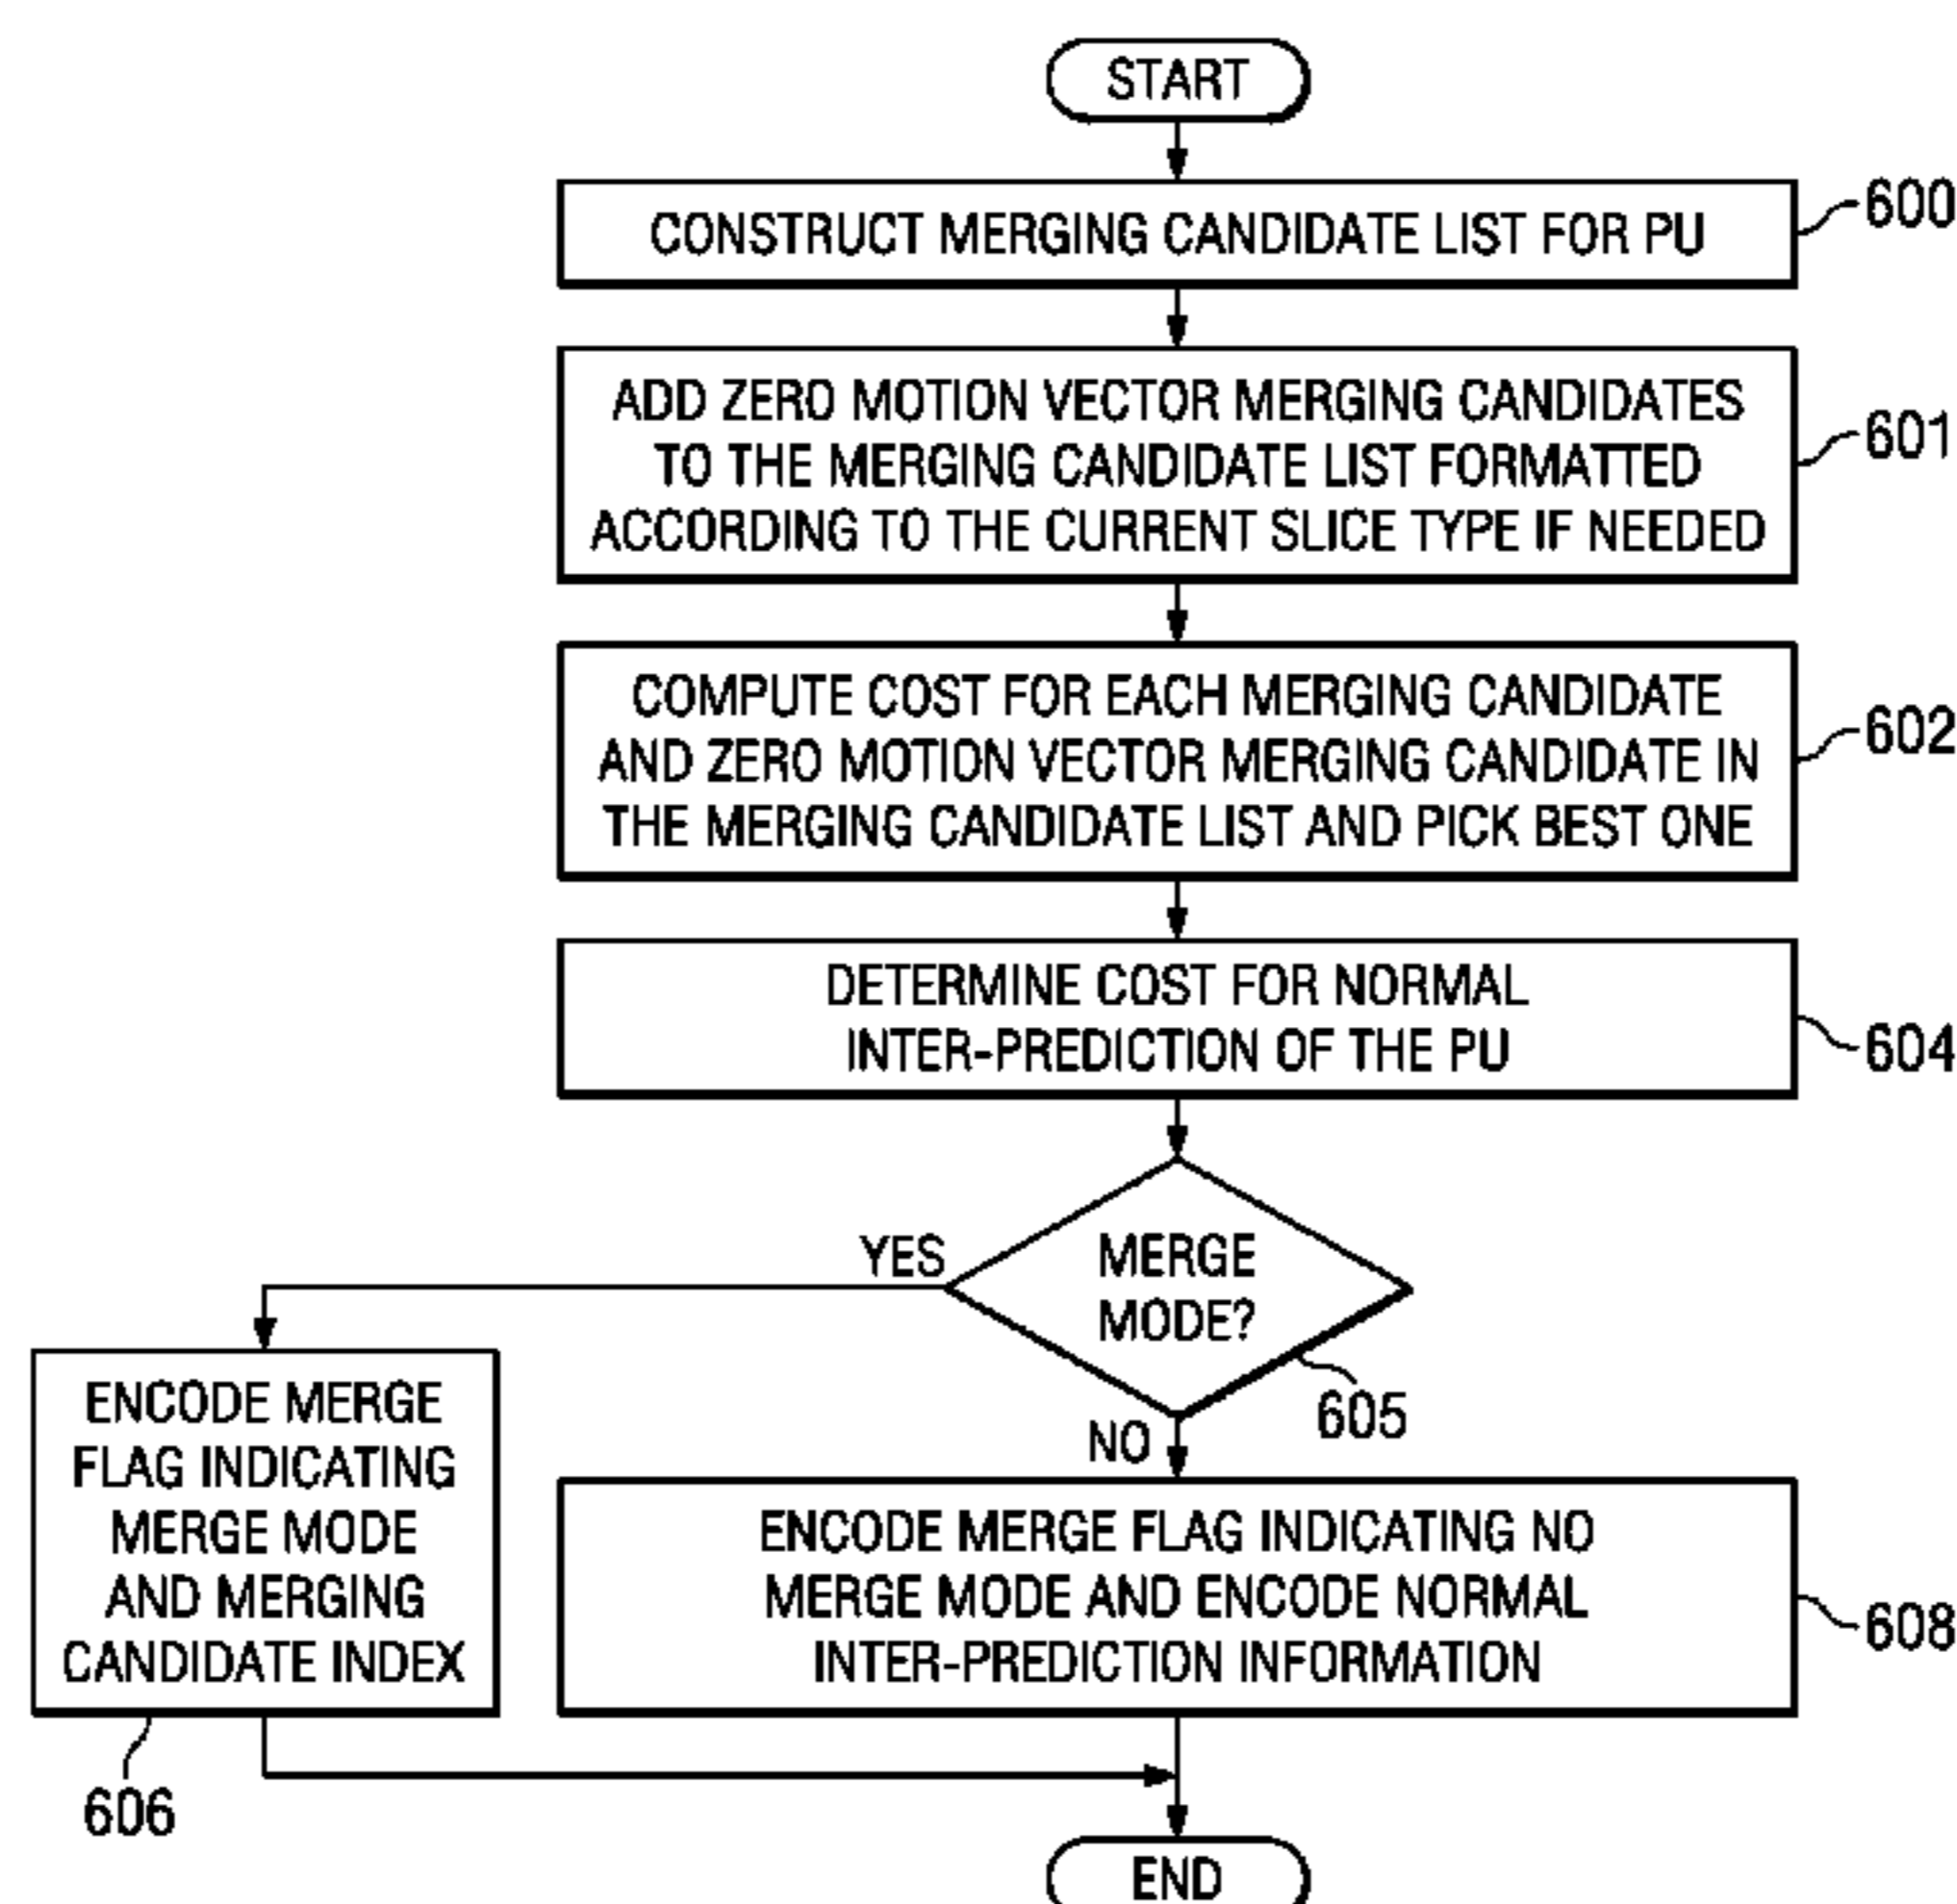 START
CONSTRUCT MERGING CANDIDATE LIST FOR PU
600
ADD ZERO MOTION VECTOR MERGING CANDIDATES
TO THE MERGING CANDIDATE LIST FORMATTED
ACCORDING TO THE CURRENT SLICE TYPE IF NEEDED
601
COMPUTE COST FOR EACH MERGING CANDIDATE
AND ZERO MOTION VECTOR MERGING CANDIDATE IN
THE MERGING CANDIDATE LIST AND PICK BEST ONE
602
DETERMINE COST FOR NORMAL
INTER-PREDICTION OF THE PU
604
MERGE
MODE?
605
YES
NO
ENCODE MERGE
FLAG INDICATING
MERGE MODE
AND MERGING
CANDIDATE INDEX
606
ENCODE MERGE FLAG INDICATING NO
MERGE MODE AND ENCODE NORMAL
INTER-PREDICTION INFORMATION
608
END